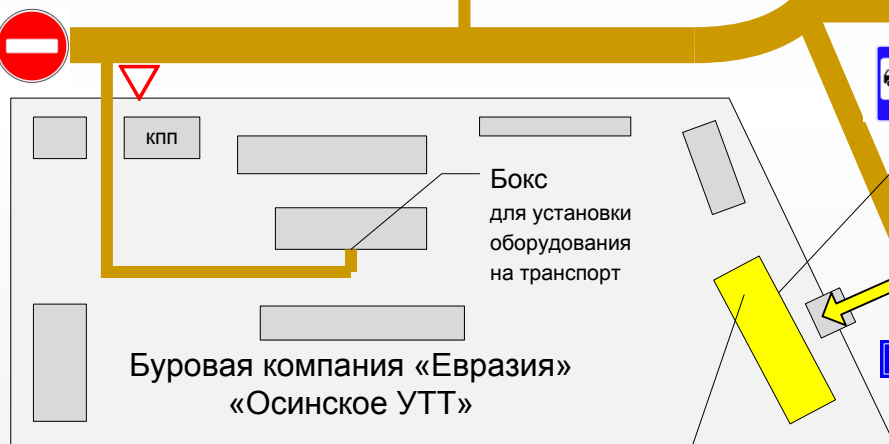 кпп
Бокс
для установки
оборудования
на транспорт
Буровая компания «Евразия»
«Осинское УТТ»